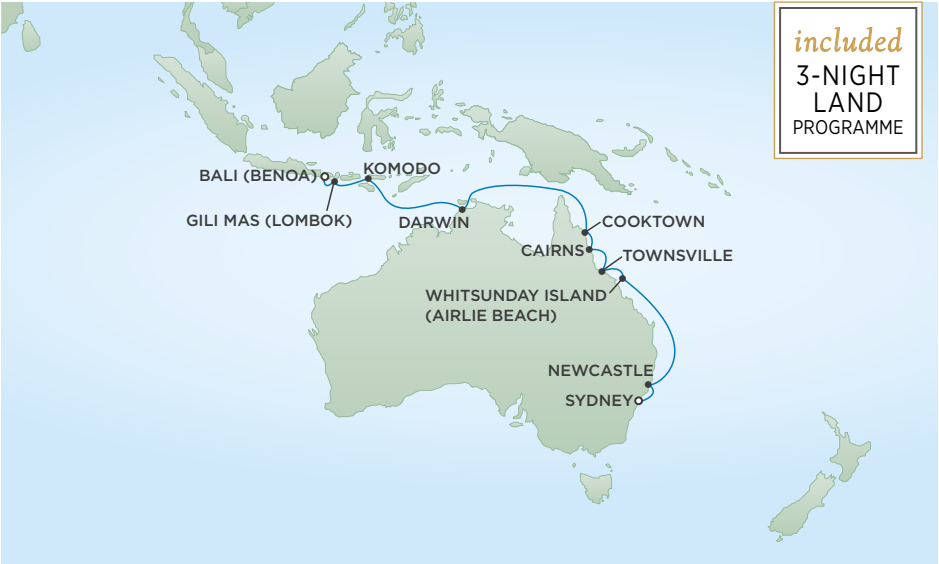 included
3-NIGHT
LAND
PROGRAMME
BALI (BENOA)
KOMODO
GILI MAS (LOMBOK)
DARWIN
COOKTOWN
CAIRNS
TOWNSVILLE
WHITSUNDAY ISLAND
(AIRLIE BEACH)
NEWCASTLE
SYDNEY